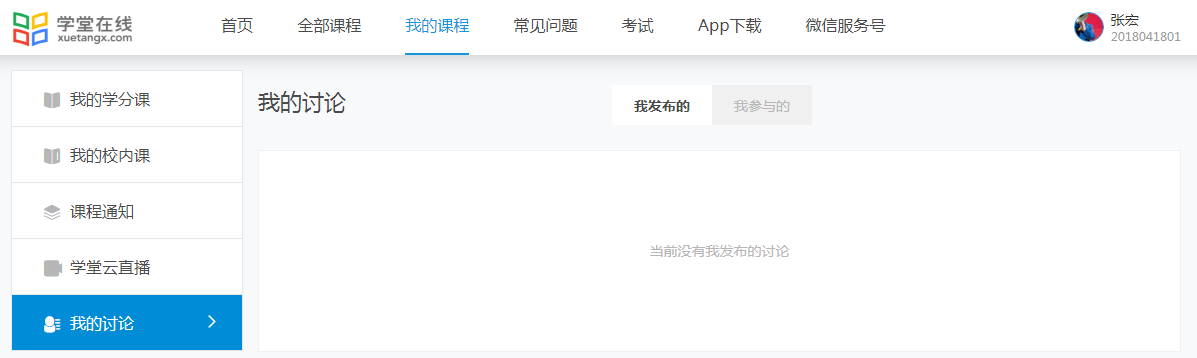 学堂在线
xuetangx.com
首页 全部课程 我的课程 常见问题 考试 App下载 微信服务号
张宏
2018041801
我的学分课
我的校内课
课程通知
学堂云直播
我的讨论
我的讨论
我发布的 我参与的
当前没有我发布的讨论